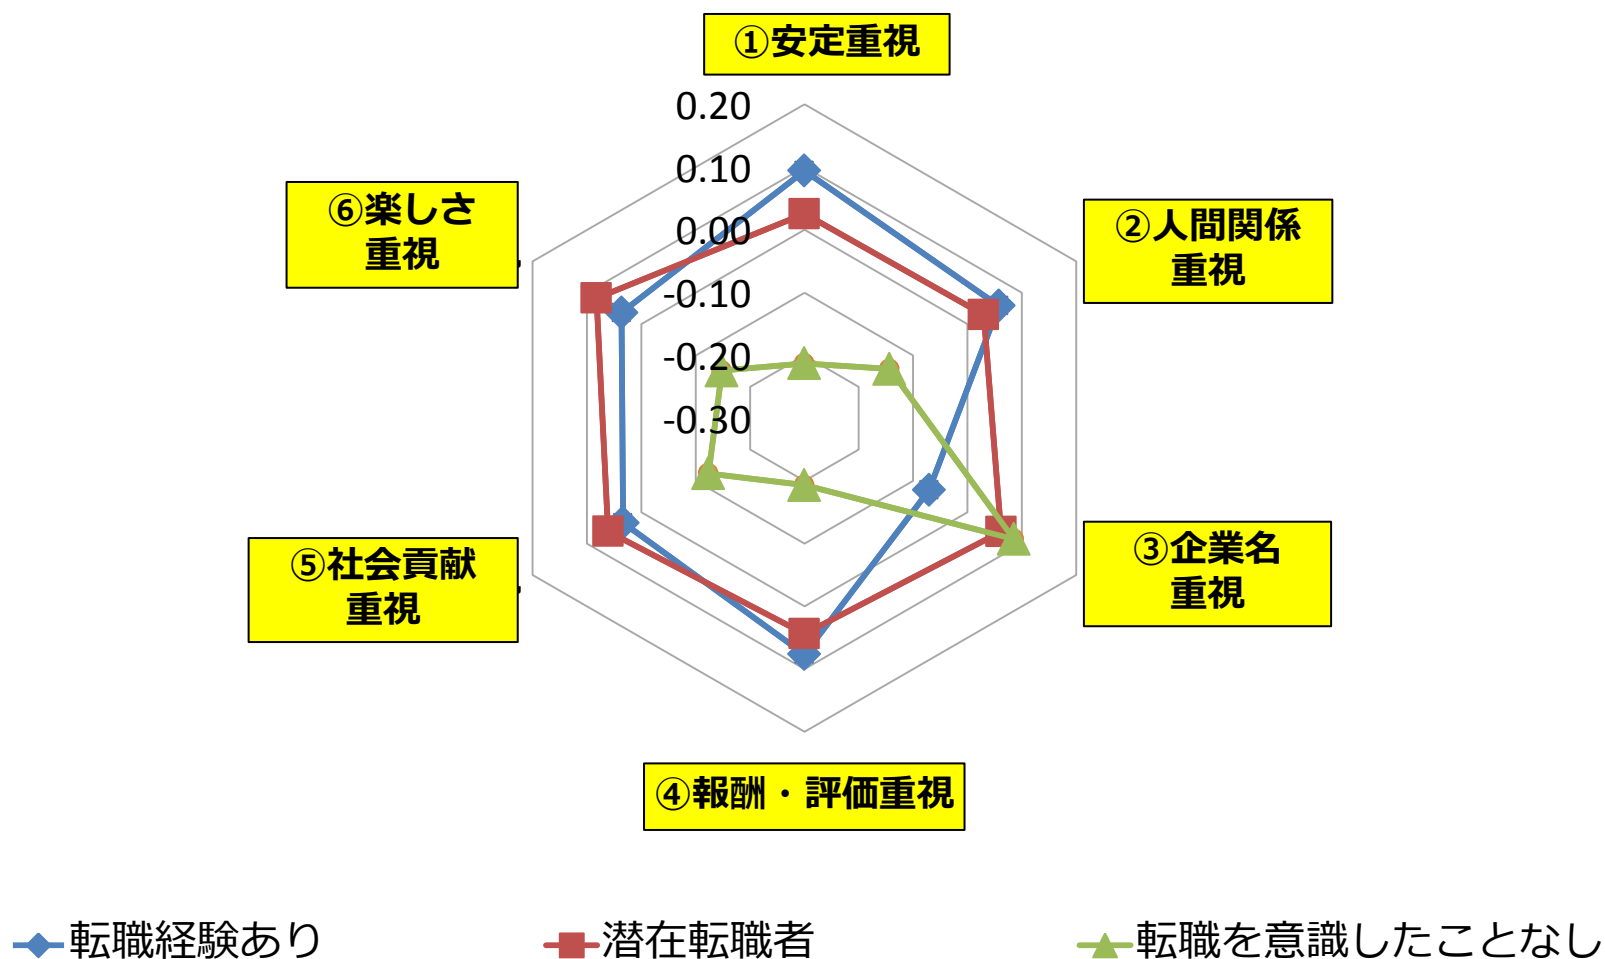 ①安定重視
0.20
0.10
0.00
-0.10
-0.20
-0.30
⑥楽しさ
重視
②人間関係
重視
⑤社会貢献
重視
③企業名
重視
④報酬・評価重視
転職経験あり
潜在転職者
転職を意識したことなし